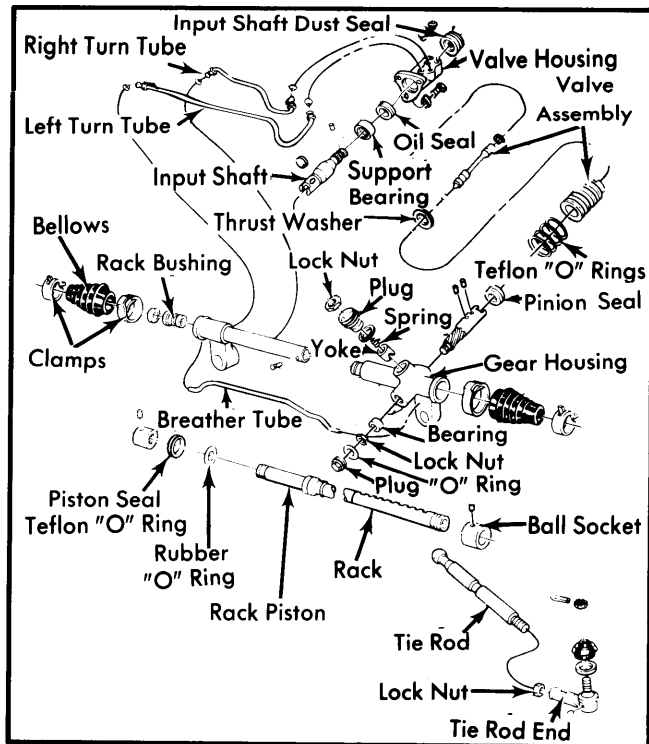 Input Shaft Dust Seal
Right Turn Tube
Valve Housing
Valve
Assembly
Left Turn Tube
Oil Seal
Input Shaft
Support
Bearing
Thrust Washer
Bellows
Lock Nut
Teflon "O" Rings
Rack Bushing
Plug
Pinion Seal
Spring
Clamps
Yoke
Gear Housing
Breather Tube
Bearing
Lock Nut
"O" Ring
Plug
Piston Seal
Teflon "O" Ring
Ball Socket
Rubber
"O" Ring
Rack
Rack Piston
Tie Rod
Lock Nut
Tie Rod End